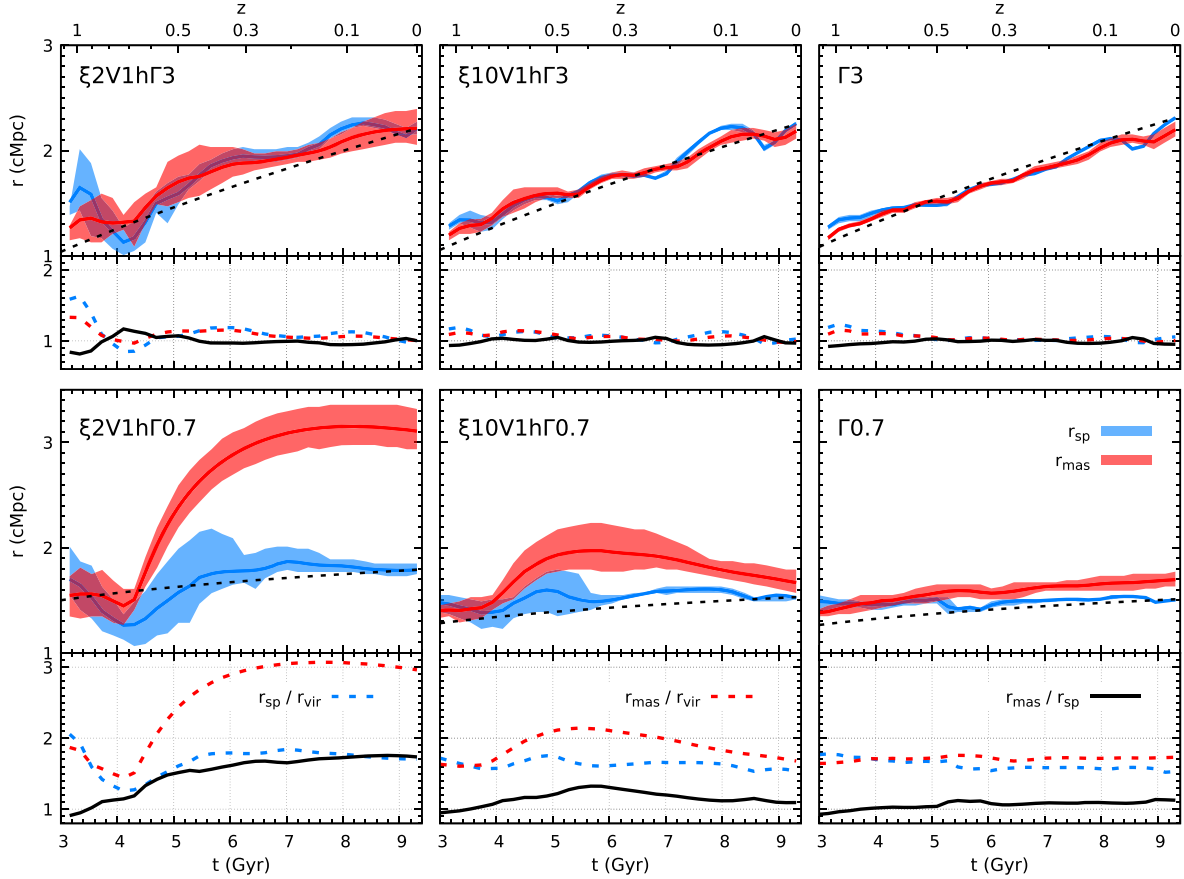 z z z
1 0.5 0.3 0.1 0 1 0.5 0.3 0.1 0 1 0.5 0.3 0.1 0
3
ξ2V1hΓ3 ξ10V1hΓ3 Γ3
r (cMpc)
2
1
2
1
ξ2V1hΓ0.7 ξ10V1hΓ0.7 Γ0.7
3
r_sp
r_mas
r (cMpc)
2
1
3
r_sp / r_vir r_mas / r_vir r_mas / r_sp
2
1
3 4 5 6 7 8 9 3 4 5 6 7 8 9 3 4 5 6 7 8 9
t (Gyr) t (Gyr) t (Gyr)